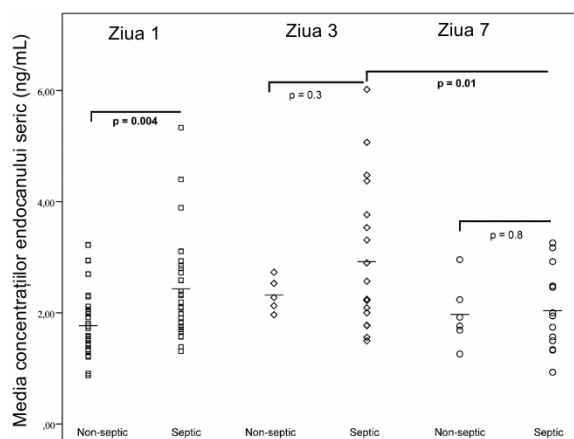 Ziua 1 Ziua 3 Ziua 7
Media concentrațiilor endocanului seric (ng/mL)
6,00
4,00
2,00
,00
p = 0.004
p = 0.3
p = 0.01
p = 0.8
Non-septic Septic Non-septic Septic Non-septic Septic